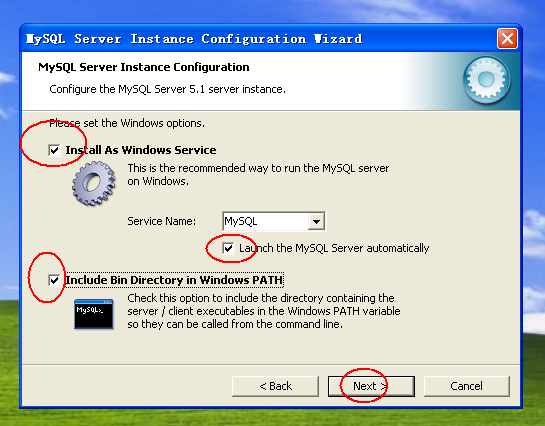 MySQL Server Instance Configuration Wizard
MySQL Server Instance Configuration
Configure the MySQL Server 5.1 server instance.
Please set the Windows options.
Install As Windows Service
This is the recommended way to run the MySQL server
on Windows.
Service Name: MySQL
Launch the MySQL Server automatically
Include Bin Directory in Windows PATH
Check this option to include the directory containing the
server / client executables in the Windows PATH variable
so they can be called from the command line.
MySQL>_
< Back Next > Cancel